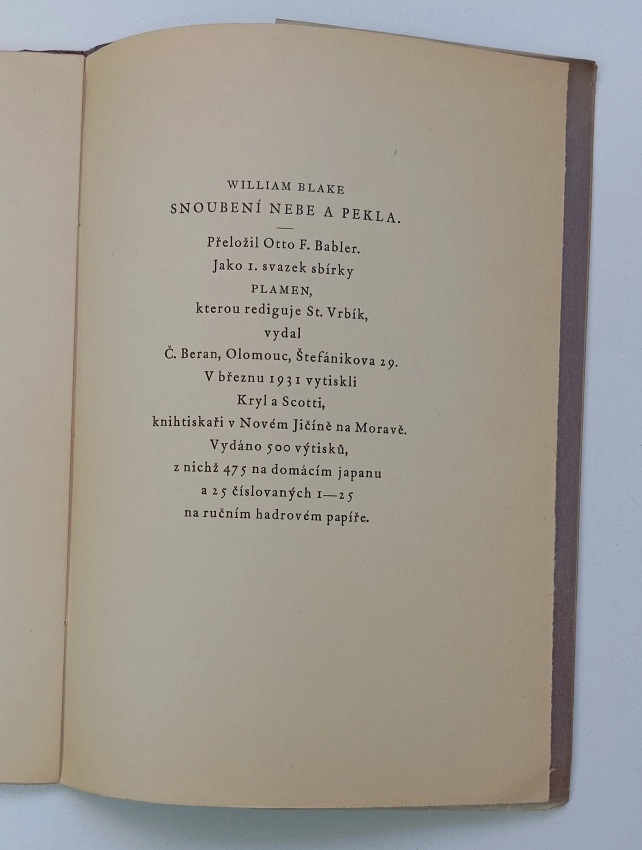 WILLIAM BLAKE
SNOUBENÍ NEBE A PEKLA.
Přeložil Otto F. Babler.
Jako 1. svazek sbírky
PLAMEN,
kterou rediguje St. Vrbík,
vydal
Č. Beran, Olomouc, Štefánikova 29.
V březnu 1931 vytiskli
Kryl a Scotti,
knihtiskaři v Novém Jičíně na Moravě.
Vydáno 500 výtisků,
z nichž 475 na domácím japanu
a 25 číslovaných 1—25
na ručním hadrovém papíře.